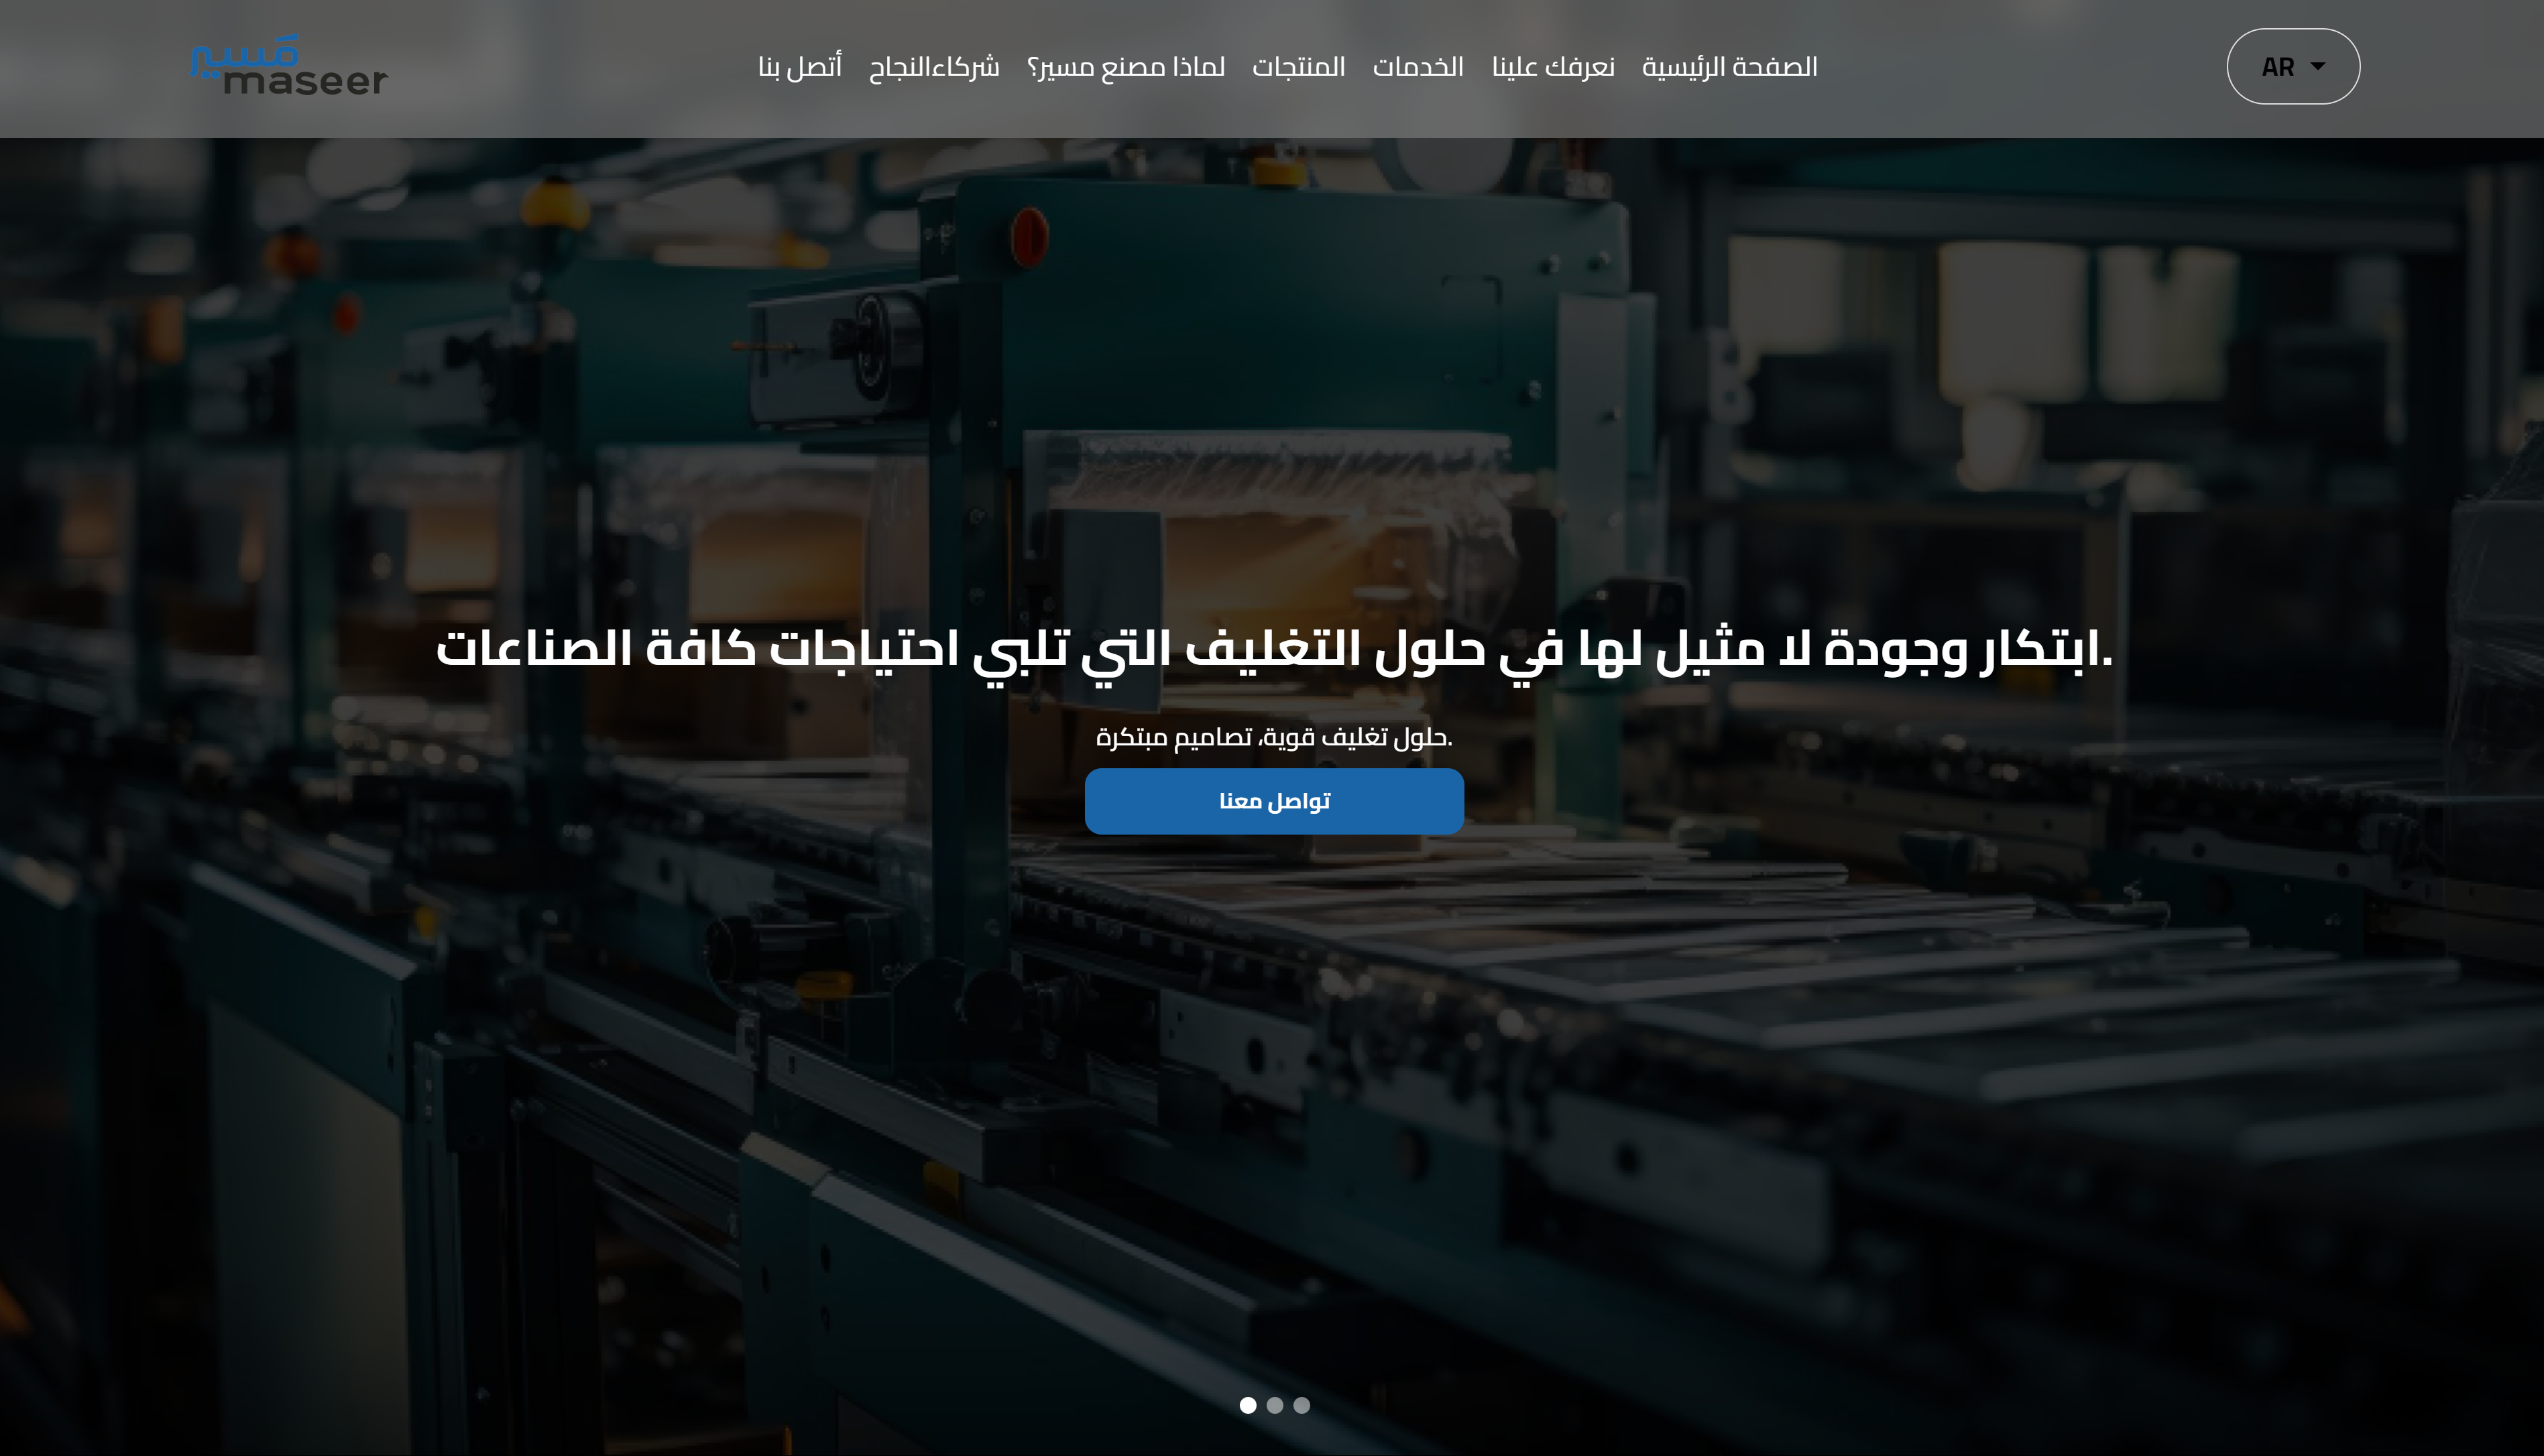 مَسير
maseer
الصفحة الرئيسية نعرفك علينا الخدمات المنتجات لماذا مصنع مسير؟ شركاءالنجاح أتصل بنا
AR
.ابتكار وجودة لا مثيل لها في حلول التغليف التي تلبي احتياجات كافة الصناعات
.حلول تغليف قوية، تصاميم مبتكرة
تواصل معنا